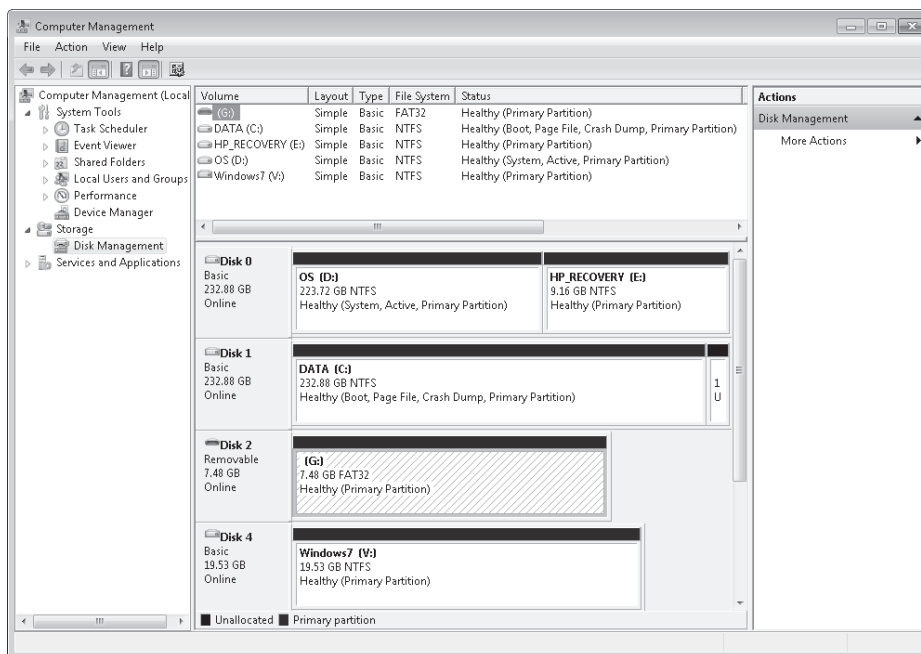 Computer Management
File Action View Help
Computer Management (Local
System Tools
Task Scheduler
Event Viewer
Shared Folders
Local Users and Groups
Performance
Device Manager
Storage
Disk Management
Services and Applications
Volume Layout Type File System Status
(G:) Simple Basic FAT32 Healthy (Primary Partition)
DATA (C:) Simple Basic NTFS Healthy (Boot, Page File, Crash Dump, Primary Partition)
HP_RECOVERY (E:) Simple Basic NTFS Healthy (Primary Partition)
OS (D:) Simple Basic NTFS Healthy (System, Active, Primary Partition)
Windows7 (V:) Simple Basic NTFS Healthy (Primary Partition)
Disk 0
Basic
232.88 GB
Online
OS (D:)
223.72 GB NTFS
Healthy (System, Active, Primary Partition)
HP_RECOVERY (E:)
9.16 GB NTFS
Healthy (Primary Partition)
Disk 1
Basic
232.88 GB
Online
DATA (C:)
232.88 GB NTFS
Healthy (Boot, Page File, Crash Dump, Primary Partition)
1
U
Disk 2
Removable
7.48 GB
Online
(G:)
7.48 GB FAT32
Healthy (Primary Partition)
Disk 4
Basic
19.53 GB
Online
Windows7 (V:)
19.53 GB NTFS
Healthy (Primary Partition)
Unallocated Primary partition
Actions
Disk Management
More Actions